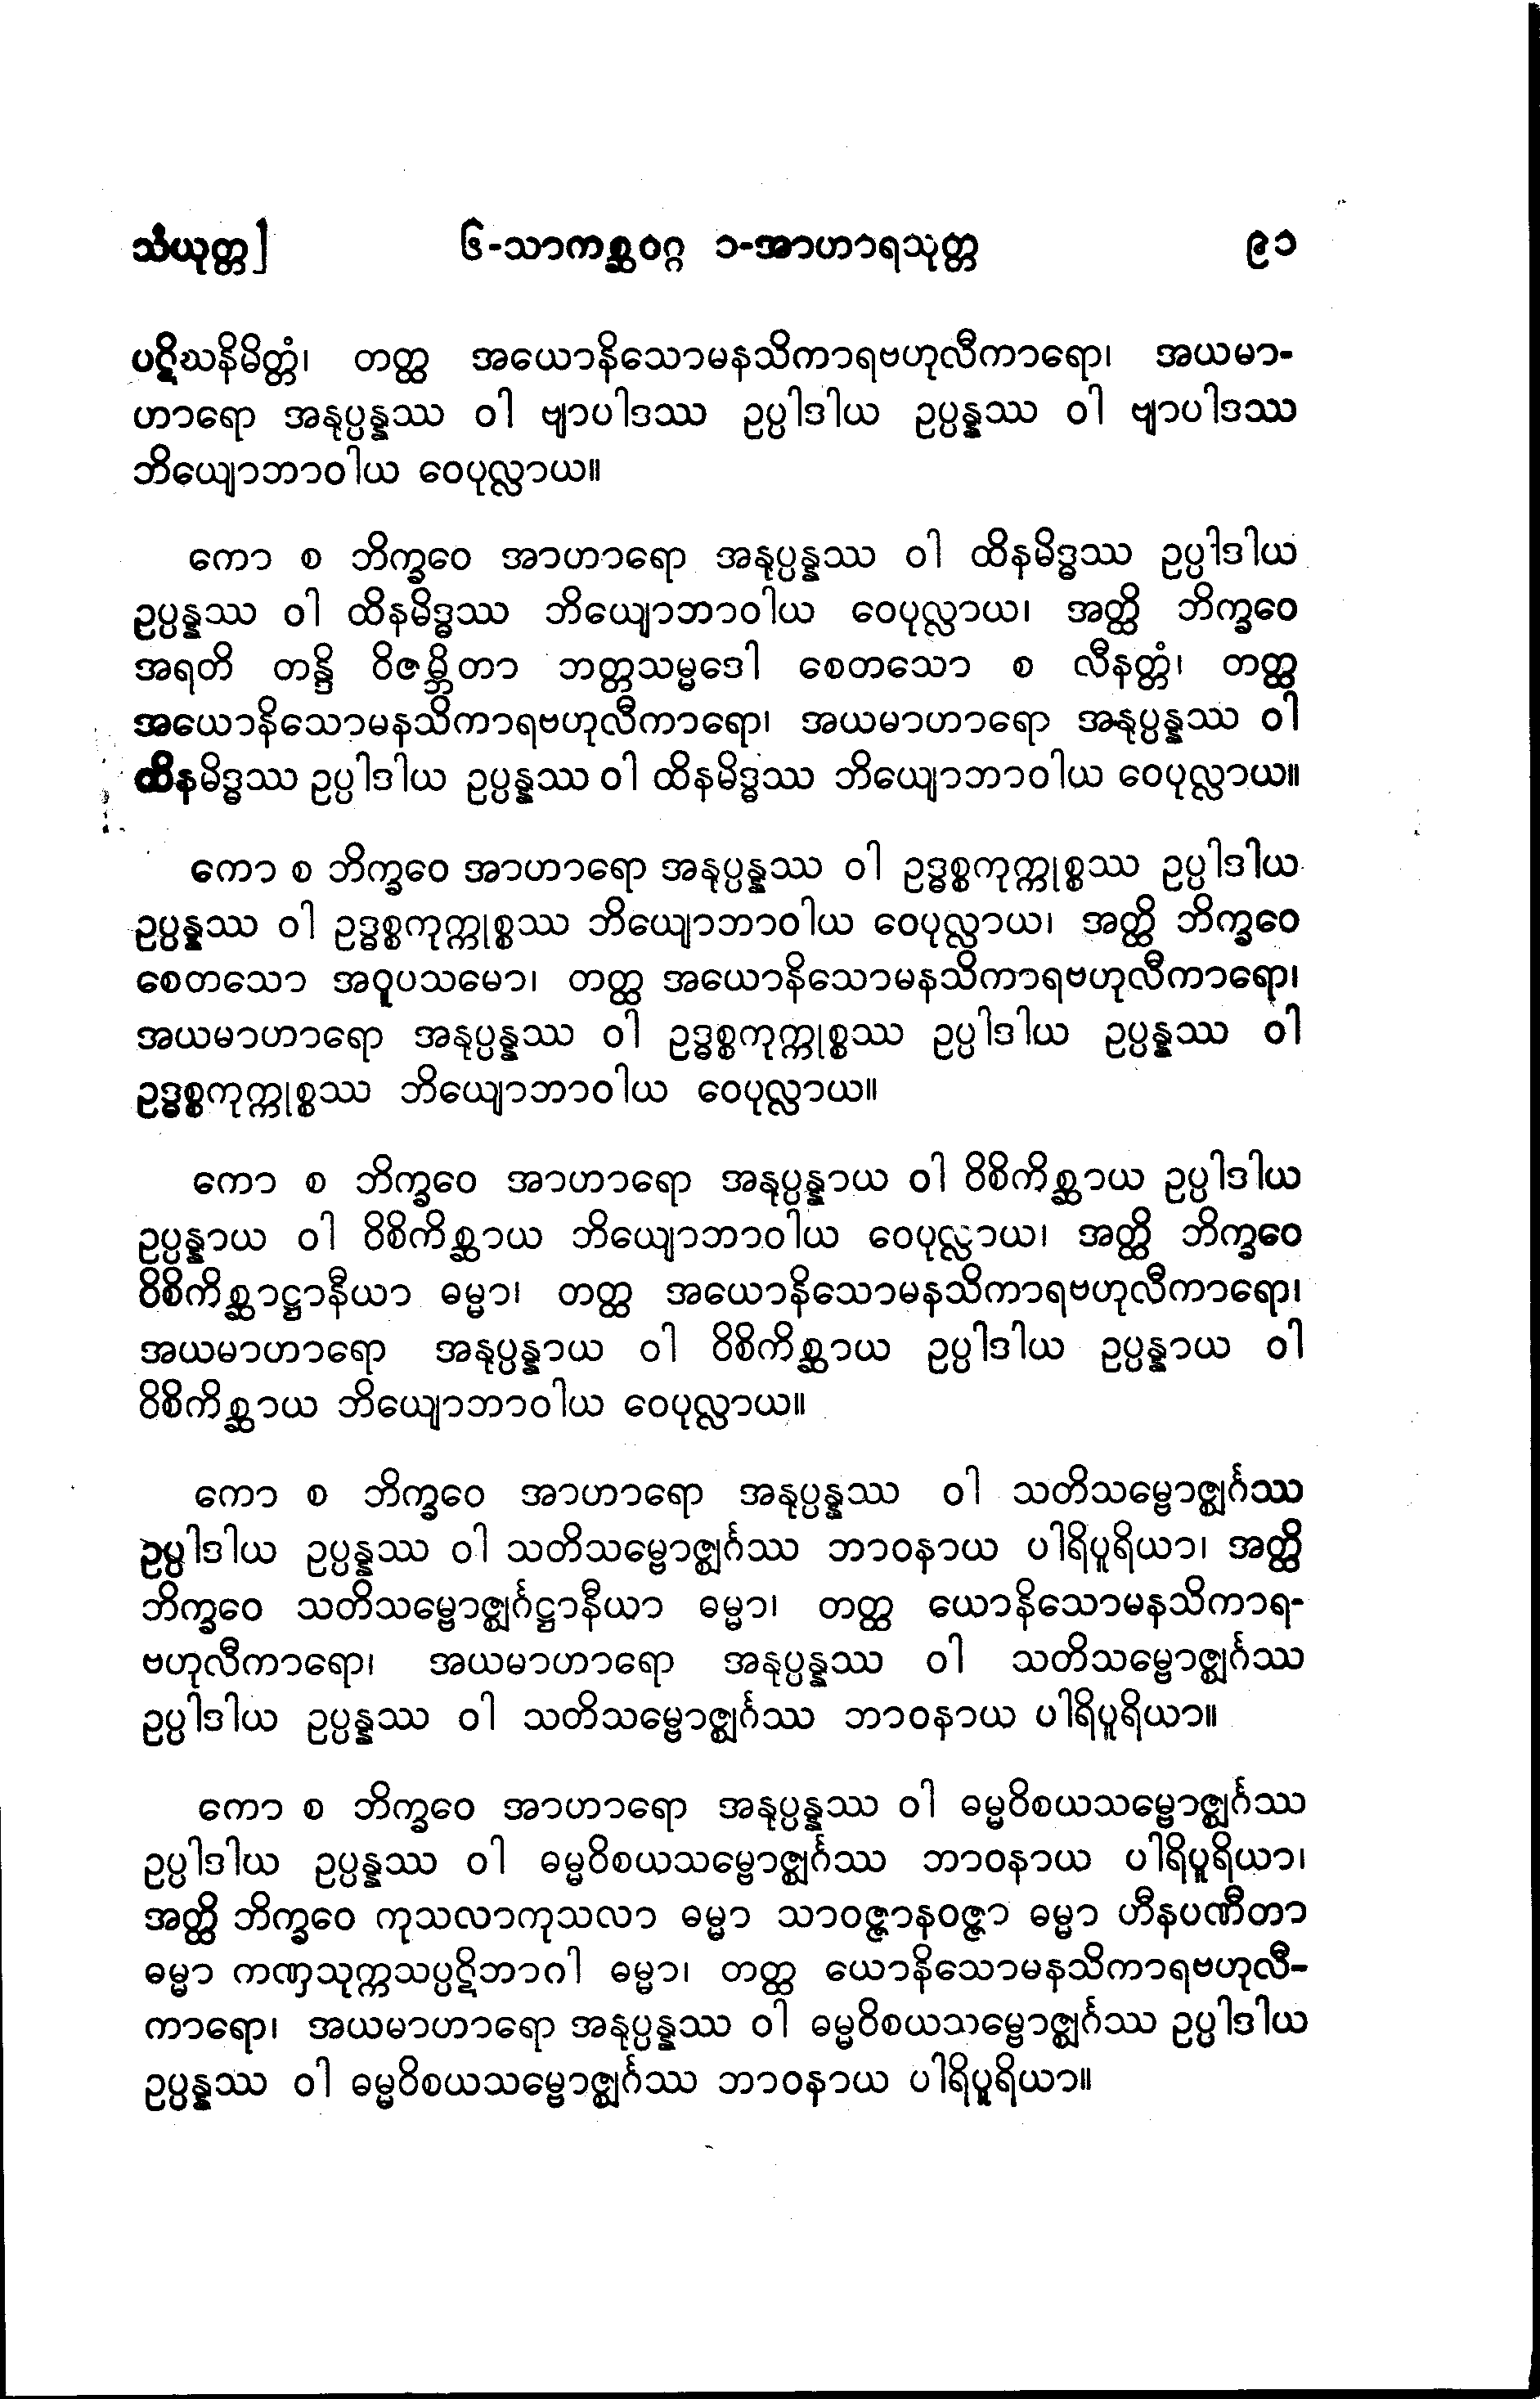 သံယုတ္တ] ၆-သာကစ္ဆဝဂ္ဂ ၁-အာဟာရသုတ္တ ၉၁
ပဋိဃနိမိတ္တံ၊ တတ္ထ အယောနိသောမနသိကာရဗဟုလီကာရော၊ အယမာ-
ဟာရော အနုပ္ပန္နဿ ဝါ ဗျာပါဒဿ ဥပ္ပါဒါယ ဥပ္ပန္နဿ ဝါ ဗျာပါဒဿ
ဘိယျောဘာဝါယ ဝေပုလ္လာယ။
ကော စ ဘိက္ခဝေ အာဟာရော အနုပ္ပန္နဿ ဝါ ထိနမိဒ္ဓဿ ဥပ္ပါဒါယ
ဥပ္ပန္နဿ ဝါ ထိနမိဒ္ဓဿ ဘိယျောဘာဝါယ ဝေပုလ္လာယ၊ အတ္ထိ ဘိက္ခဝေ
အရတိ တန္ဒိ ဝိဇမ္ဘိတာ ဘတ္တသမ္မဒေါ စေတသော စ လီနတ္တံ၊ တတ္ထ
အယောနိသောမနသိကာရဗဟုလီကာရော၊ အယမာဟာရော အနုပ္ပန္နဿ ဝါ
ထိနမိဒ္ဓဿ ဥပ္ပါဒါယ ဥပ္ပန္နဿ ဝါ ထိနမိဒ္ဓဿ ဘိယျောဘာဝါယ ဝေပုလ္လာယ။
ကော စ ဘိက္ခဝေ အာဟာရော အနုပ္ပန္နဿ ဝါ ဥဒ္ဓစ္စကုက္ကုစ္စဿ ဥပ္ပါဒါယ
ဥပ္ပန္နဿ ဝါ ဥဒ္ဓစ္စကုက္ကုစ္စဿ ဘိယျောဘာဝါယ ဝေပုလ္လာယ၊ အတ္ထိ ဘိက္ခဝေ
စေတသော အဝူပသမော၊ တတ္ထ အယောနိသောမနသိကာရဗဟုလီကာရော၊
အယမာဟာရော အနုပ္ပန္နဿ ဝါ ဥဒ္ဓစ္စကုက္ကုစ္စဿ ဥပ္ပါဒါယ ဥပ္ပန္နဿ ဝါ
ဥဒ္ဓစ္စကုက္ကုစ္စဿ ဘိယျောဘာဝါယ ဝေပုလ္လာယ။
ကော စ ဘိက္ခဝေ အာဟာရော အနုပ္ပန္နာယ ဝါ ဝိစိကိစ္ဆာယ ဥပ္ပါဒါယ
ဥပ္ပန္နာယ ဝါ ဝိစိကိစ္ဆာယ ဘိယျောဘာဝါယ ဝေပုလ္လာယ၊ အတ္ထိ ဘိက္ခဝေ
ဝိစိကိစ္ဆာဋ္ဌာနီယာ ဓမ္မာ၊ တတ္ထ အယောနိသောမနသိကာရဗဟုလီကာရော၊
အယမာဟာရော အနုပ္ပန္နာယ ဝါ ဝိစိကိစ္ဆာယ ဥပ္ပါဒါယ ဥပ္ပန္နာယ ဝါ
ဝိစိကိစ္ဆာယ ဘိယျောဘာဝါယ ဝေပုလ္လာယ။
ကော စ ဘိက္ခဝေ အာဟာရော အနုပ္ပန္နဿ ဝါ သတိသမ္ဗောဇ္ဈင်္ဂဿ
ဥပ္ပါဒါယ ဥပ္ပန္နဿ ဝါ သတိသမ္ဗောဇ္ဈင်္ဂဿ ဘာဝနာယ ပါရိပူရိယာ၊ အတ္ထိ
ဘိက္ခဝေ သတိသမ္ဗောဇ္ဈင်္ဂဋ္ဌာနီယာ ဓမ္မာ၊ တတ္ထ ယောနိသောမနသိကာရ-
ဗဟုလီကာရော၊ အယမာဟာရော အနုပ္ပန္နဿ ဝါ သတိသမ္ဗောဇ္ဈင်္ဂဿ
ဥပ္ပါဒါယ ဥပ္ပန္နဿ ဝါ သတိသမ္ဗောဇ္ဈင်္ဂဿ ဘာဝနာယ ပါရိပူရိယာ။
ကော စ ဘိက္ခဝေ အာဟာရော အနုပ္ပန္နဿ ဝါ ဓမ္မဝိစယသမ္ဗောဇ္ဈင်္ဂဿ
ဥပ္ပါဒါယ ဥပ္ပန္နဿ ဝါ ဓမ္မဝိစယသမ္ဗောဇ္ဈင်္ဂဿ ဘာဝနာယ ပါရိပူရိယာ၊
အတ္ထိ ဘိက္ခဝေ ကုသလာကုသလာ ဓမ္မာ သာဝဇ္ဇာနဝဇ္ဇာ ဓမ္မာ ဟီနပဏီတာ
ဓမ္မာ ကဏှသုက္ကသပ္ပဋိဘာဂါ ဓမ္မာ၊ တတ္ထ ယောနိသောမနသိကာရဗဟုလီ-
ကာရော၊ အယမာဟာရော အနုပ္ပန္နဿ ဝါ ဓမ္မဝိစယသမ္ဗောဇ္ဈင်္ဂဿ ဥပ္ပါဒါယ
ဥပ္ပန္နဿ ဝါ ဓမ္မဝိစယသမ္ဗောဇ္ဈင်္ဂဿ ဘာဝနာယ ပါရိပူရိယာ။